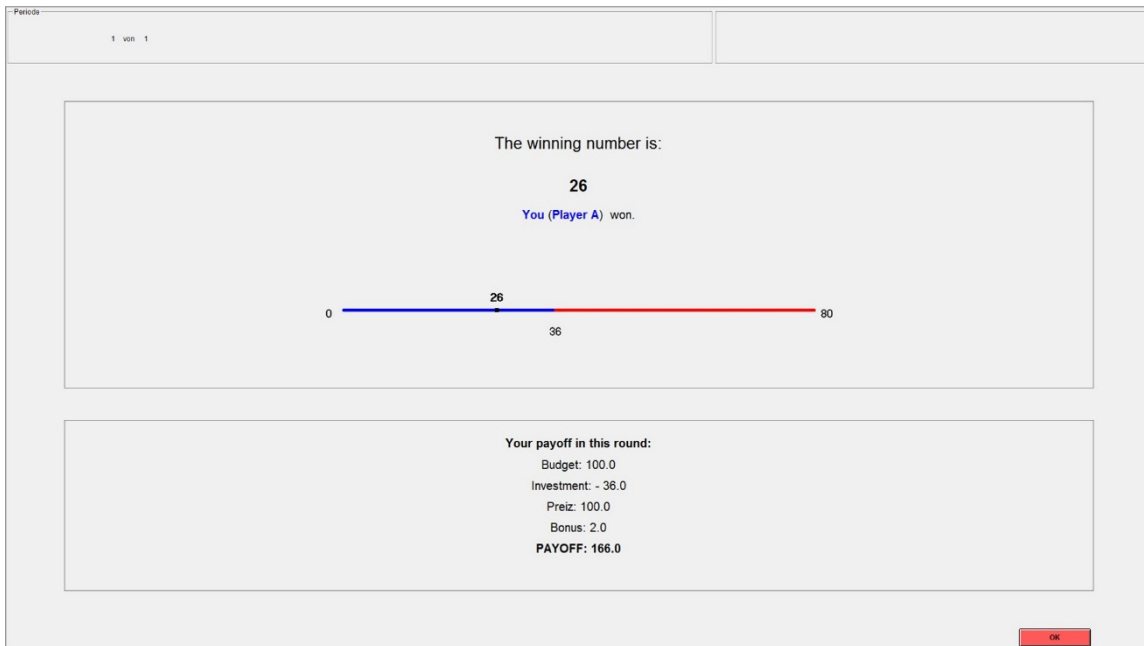 Periode
1 von 1
The winning number is:
26
You (Player A) won.
26
0 80
36
Your payoff in this round:
Budget: 100.0
Investment: - 36.0
Preiz: 100.0
Bonus: 2.0
PAYOFF: 166.0
OK